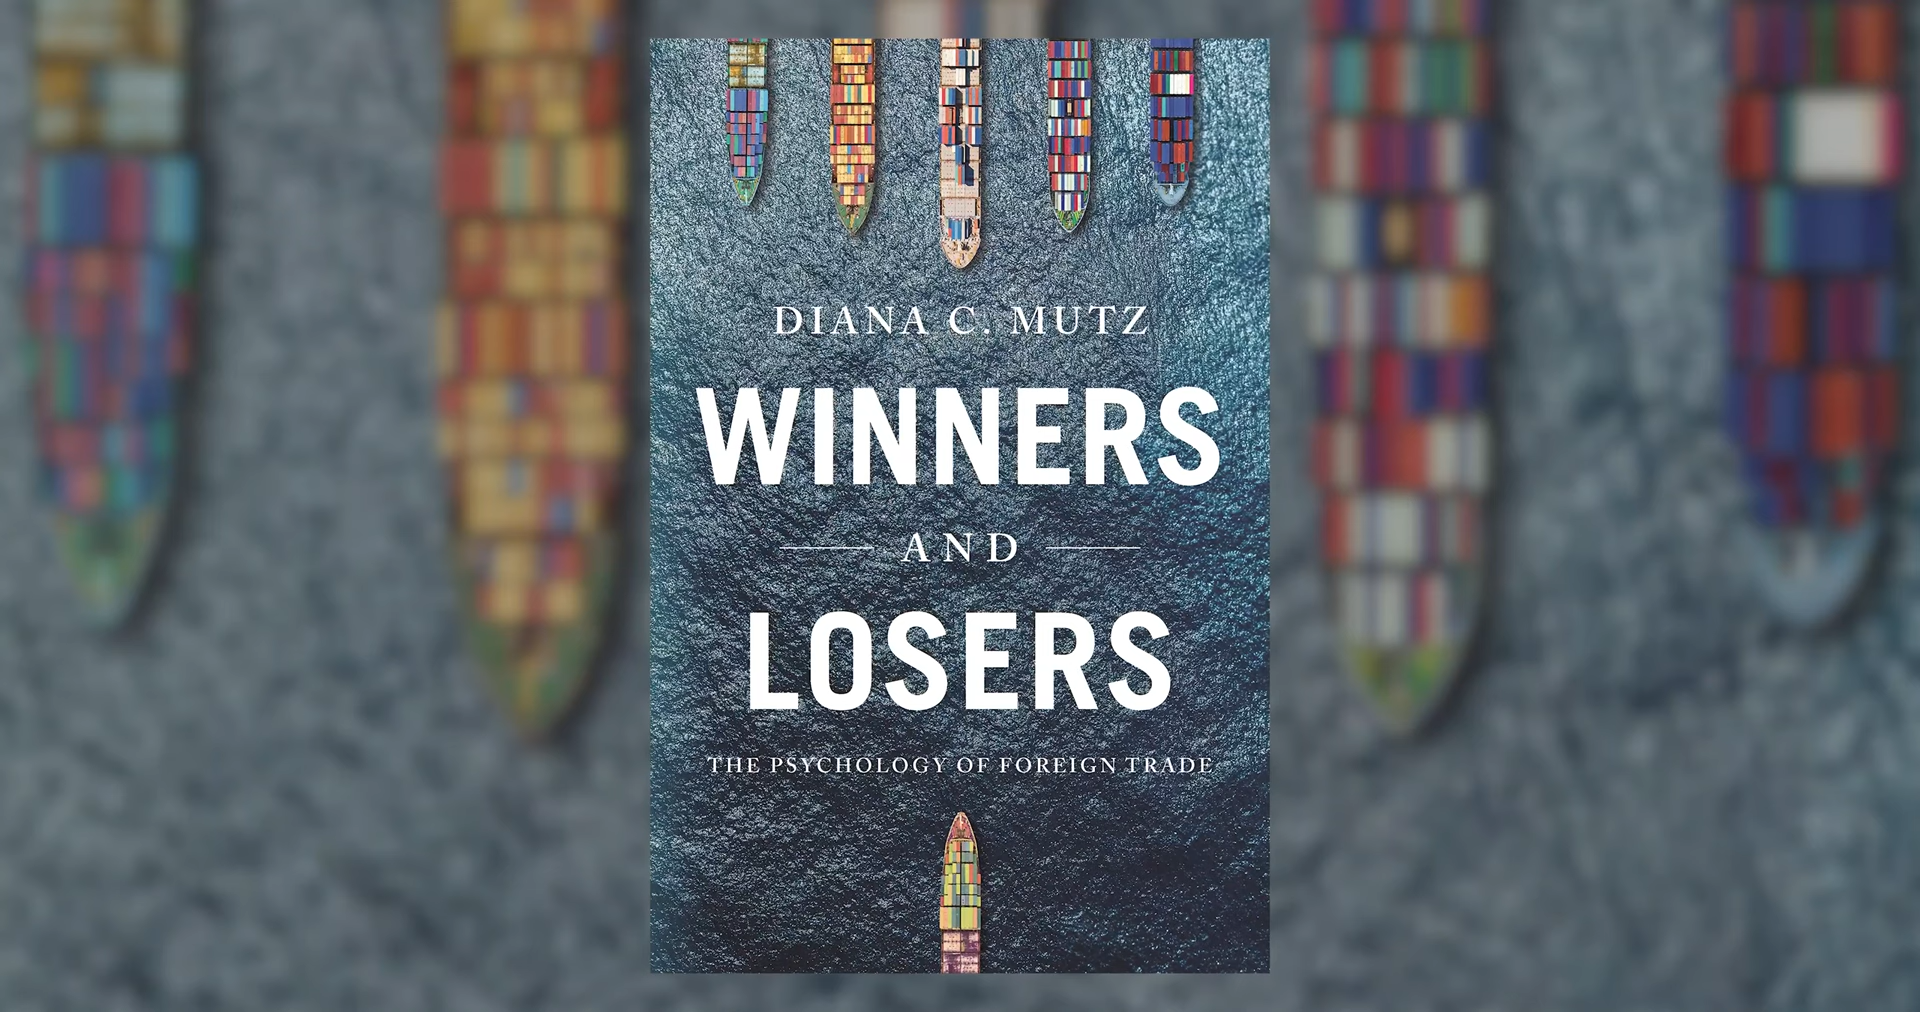 DIANA C. MUTZ
WINNERS
AND
LOSERS
THE PSYCHOLOGY OF FOREIGN TRADE